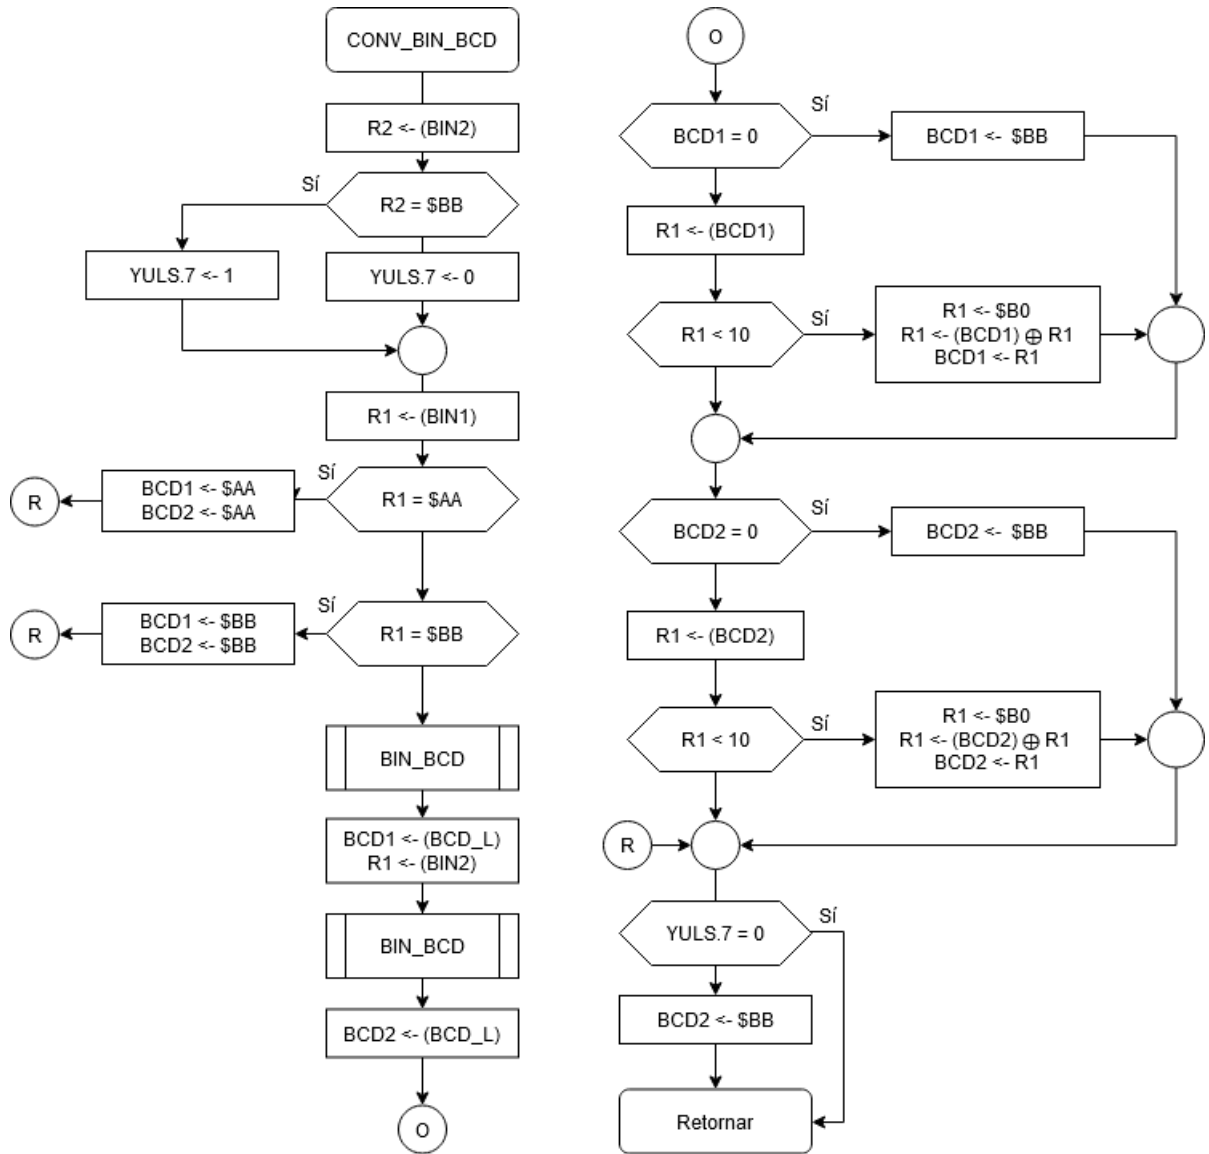 CONV_BIN_BCD
R2 <- (BIN2)
Sí
R2 = $BB
YULS.7 <- 1
YULS.7 <- 0
R1 <- (BIN1)
Sí
R1 = $AA
BCD1 <- $AA
BCD2 <- $AA
R
Sí
R1 = $BB
BCD1 <- $BB
BCD2 <- $BB
R
BIN_BCD
BCD1 <- (BCD_L)
R1 <- (BIN2)
BIN_BCD
BCD2 <- (BCD_L)
O
O
BCD1 = 0
Sí
BCD1 <- $BB
R1 <- (BCD1)
R1 < 10
Sí
R1 <- $B0
R1 <- (BCD1) ⊕ R1
BCD1 <- R1
BCD2 = 0
Sí
BCD2 <- $BB
R1 <- (BCD2)
R1 < 10
Sí
R1 <- $B0
R1 <- (BCD2) ⊕ R1
BCD2 <- R1
R
YULS.7 = 0
Sí
BCD2 <- $BB
Retornar